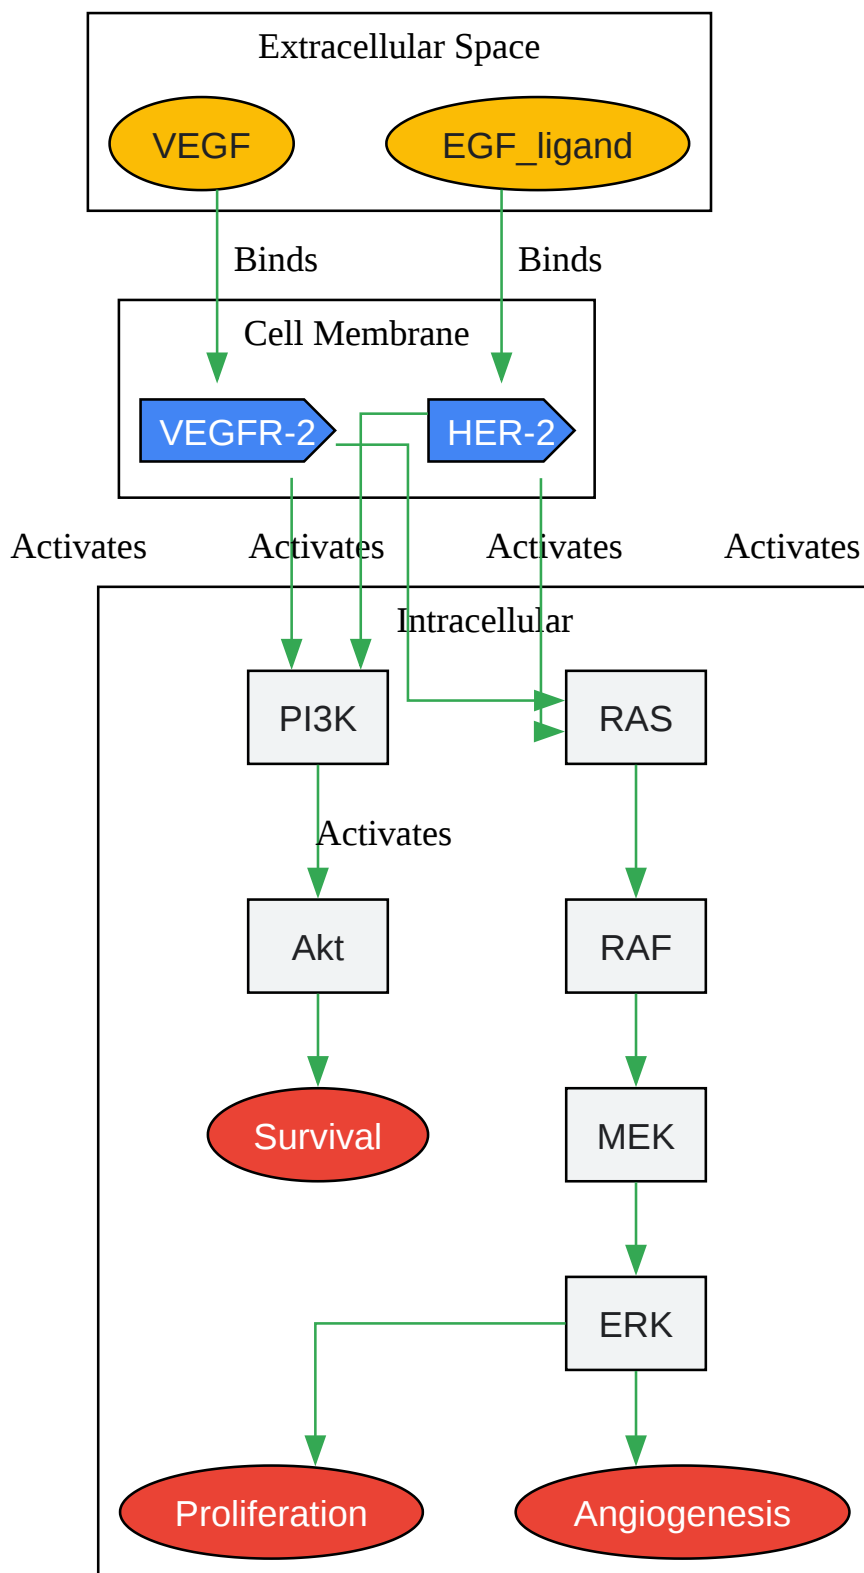 Extracellular Space
VEGF
EGF_ligand
Binds
Binds
Cell Membrane
VEGFR-2
HER-2
Activates
Activates
Activates
Activates
Intracellular
PI3K
RAS
Activates
Akt
RAF
Survival
MEK
ERK
Proliferation
Angiogenesis